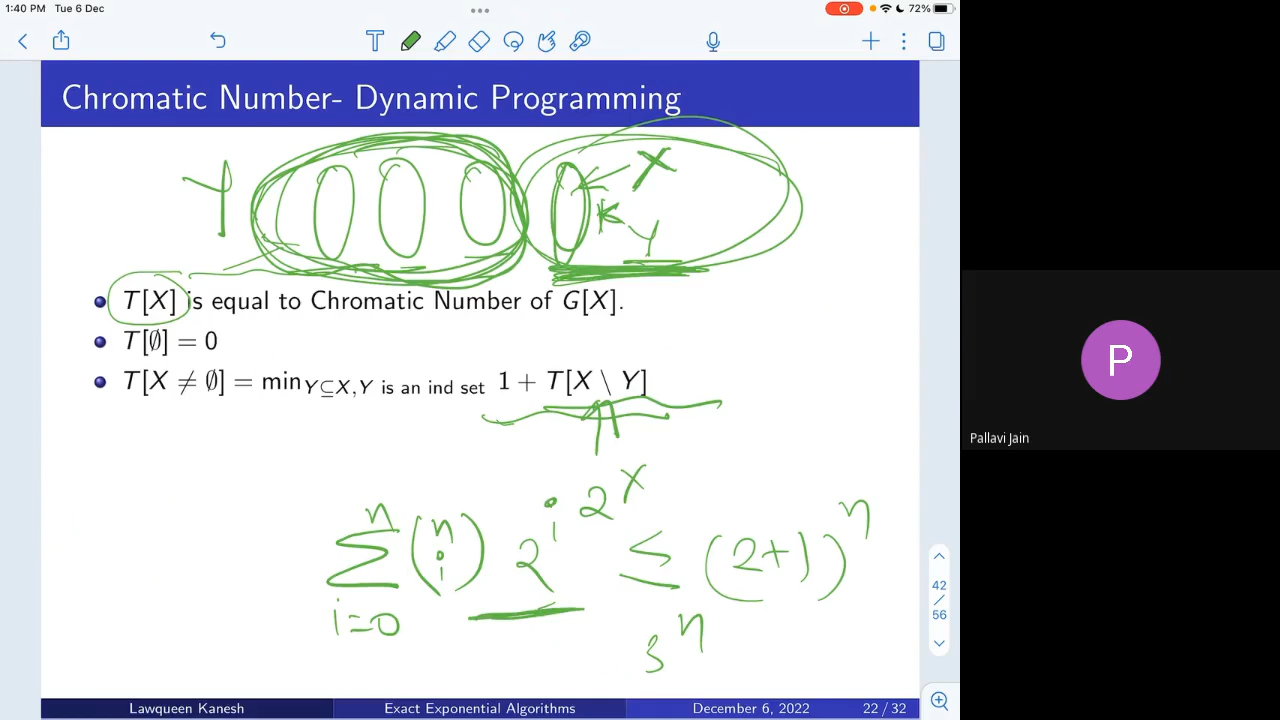 1:40 PM Tue 6 Dec
72%
Chromatic Number- Dynamic Programming
Y
X
Y
T[X] is equal to Chromatic Number of G[X].
T[∅] = 0
T[X ≠ ∅] = min_{Y⊆X, Y is an ind set} 1 + T[X \ Y]
2^X
∑_{i=0}^{n} (n i) 2^i ≤ (2+1)^n
3^n
42
/
56
Lawqueen Kanesh Exact Exponential Algorithms December 6, 2022 22 / 32
P
Pallavi Jain